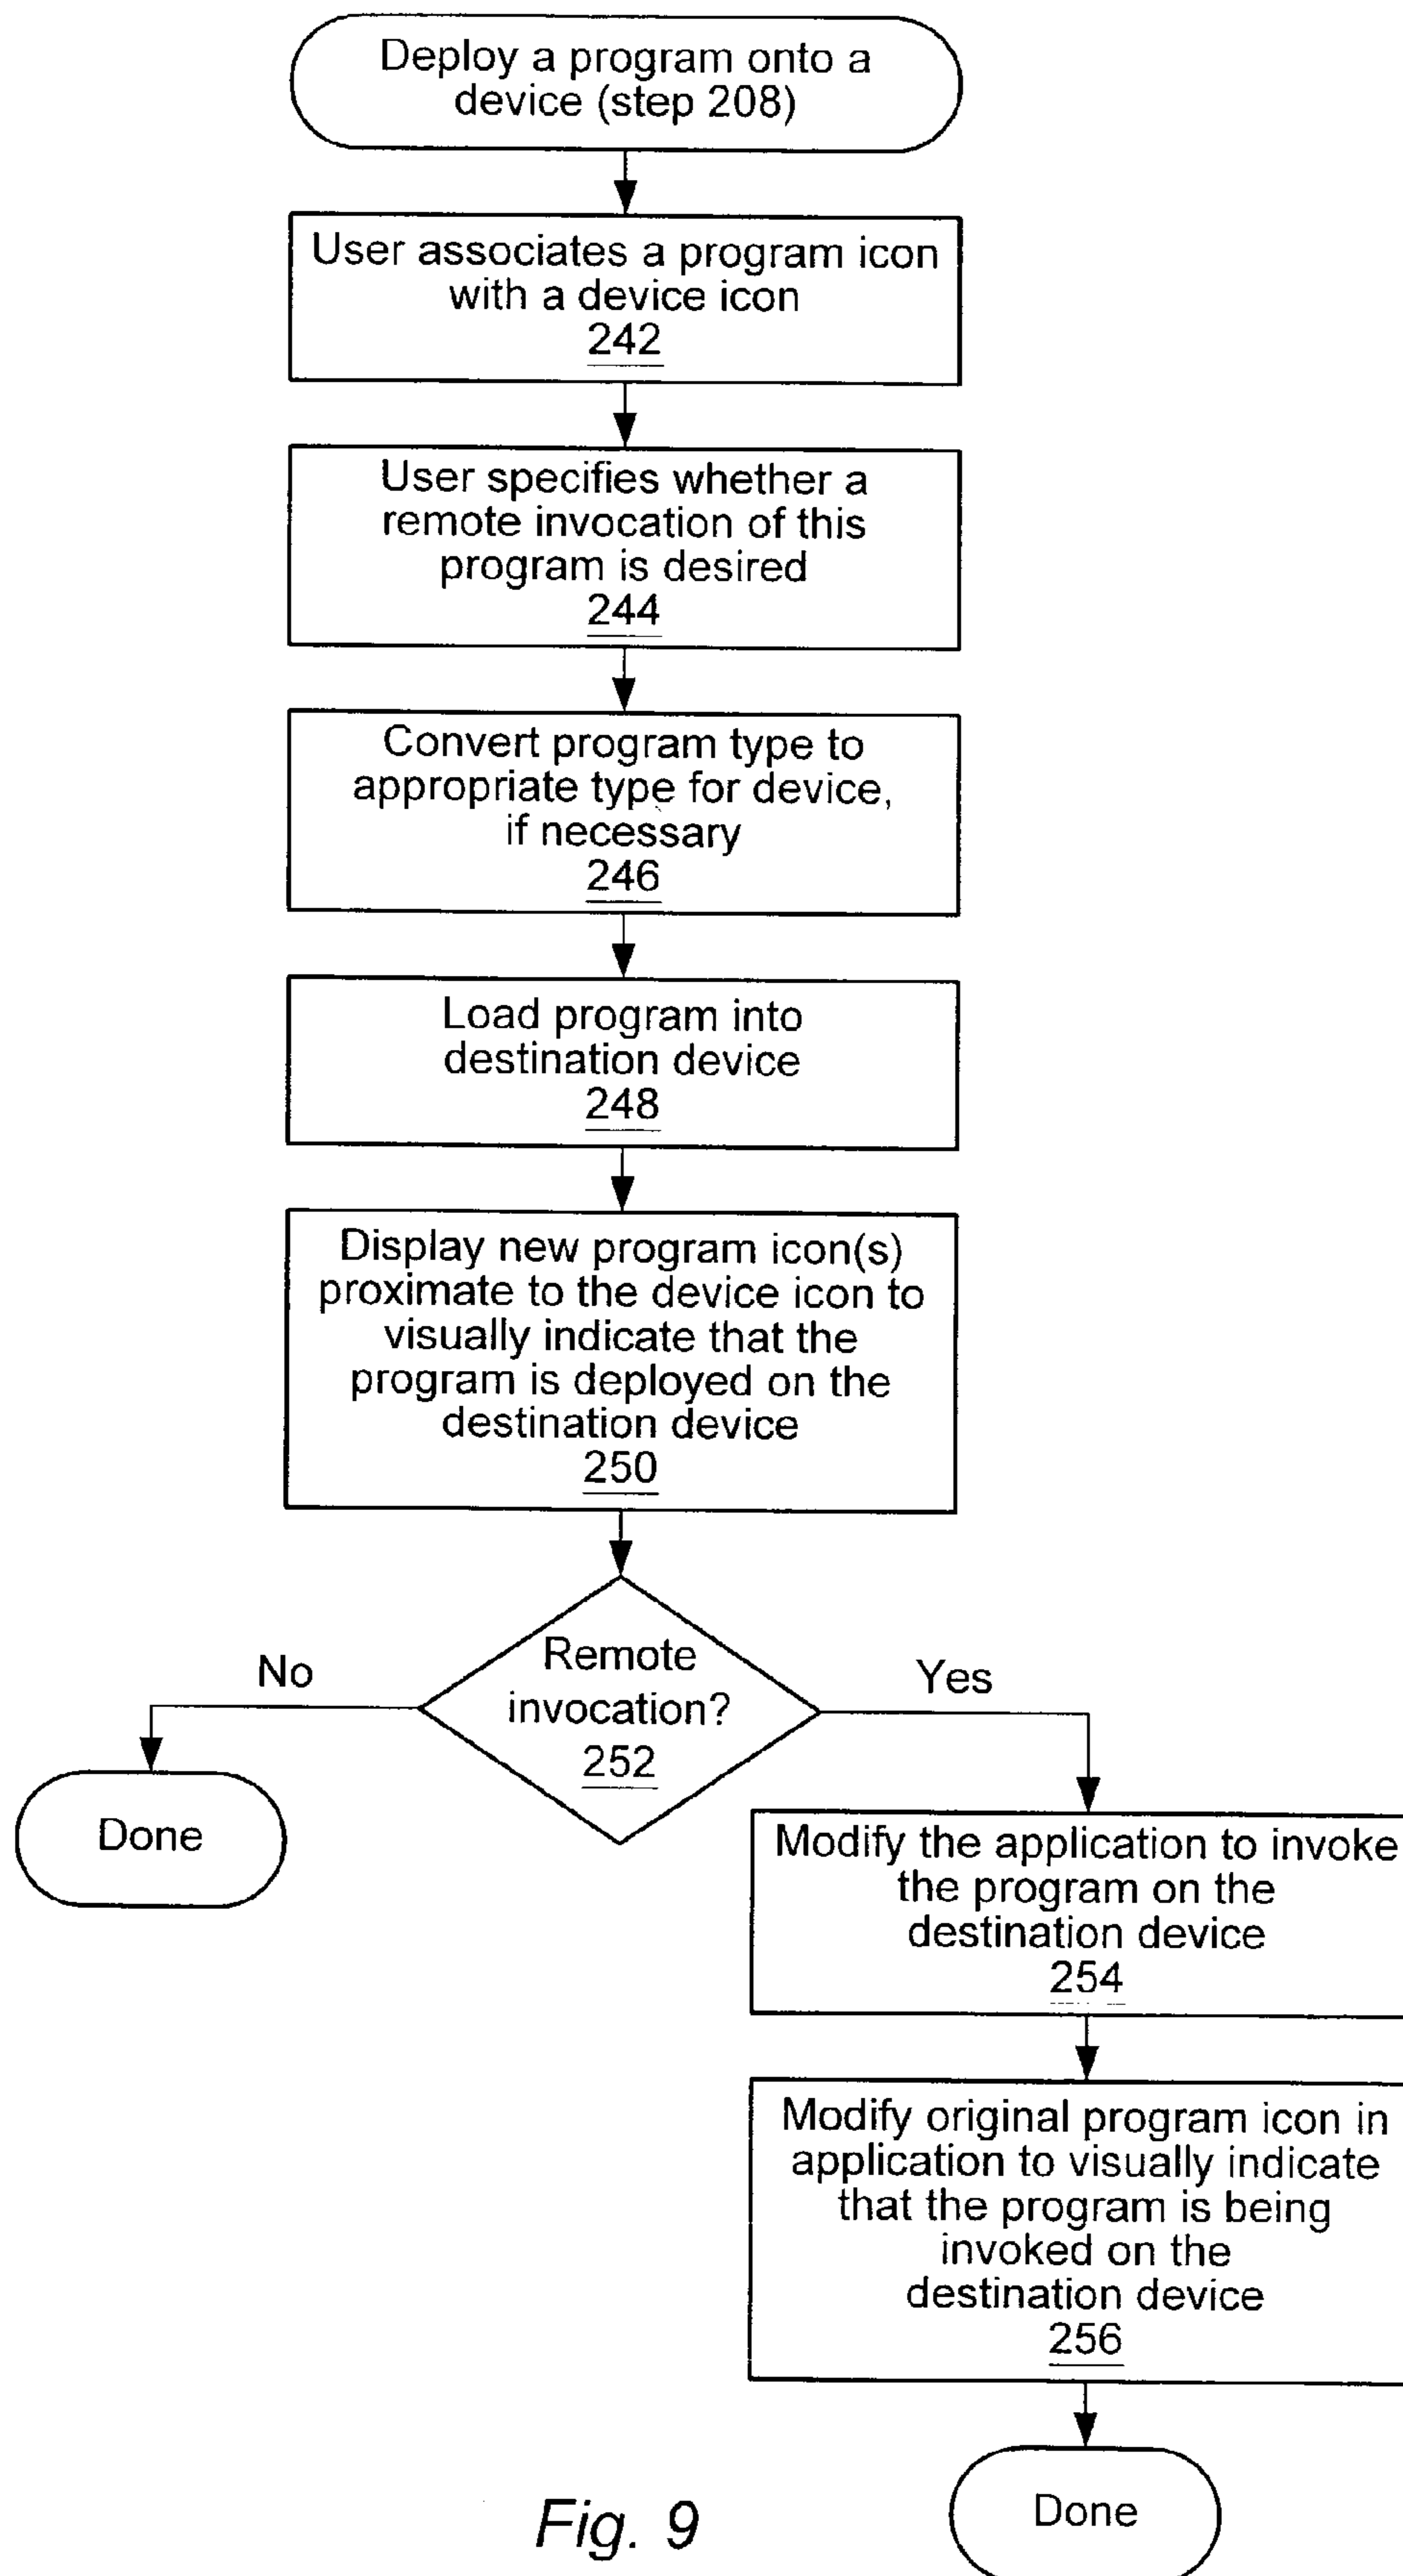 Deploy a program onto a
device (step 208)
User associates a program icon
with a device icon
242
User specifies whether a
remote invocation of this
program is desired
244
Convert program type to
appropriate type for device,
if necessary
246
Load program into
destination device
248
Display new program icon(s)
proximate to the device icon to
visually indicate that the
program is deployed on the
destination device
250
Remote
invocation?
252
No
Yes
Done
Modify the application to invoke
the program on the
destination device
254
Modify original program icon in
application to visually indicate
that the program is being
invoked on the
destination device
256
Done
Fig. 9